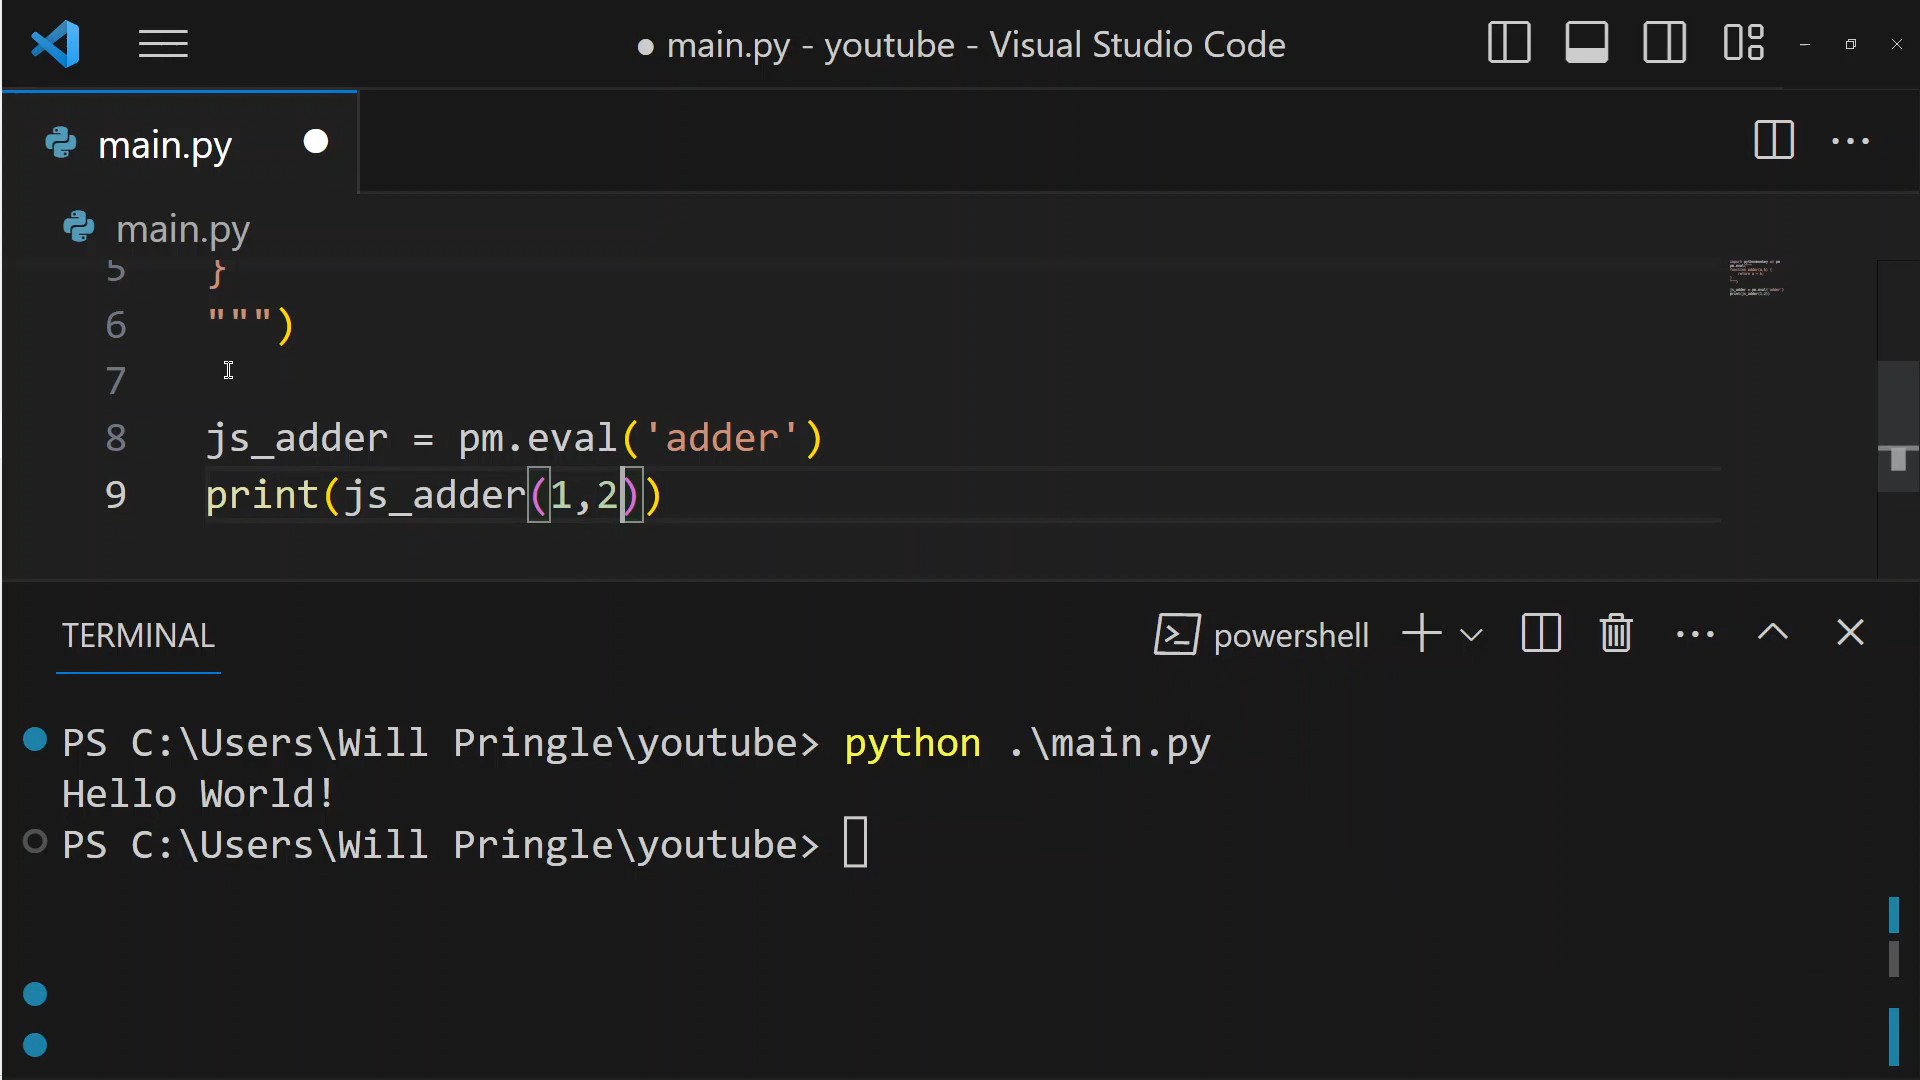 ● main.py - youtube - Visual Studio Code
main.py
main.py
5 }
6 """)
7
8 js_adder = pm.eval('adder')
9 print(js_adder(1,2))
TERMINAL
powershell
PS C:\Users\Will Pringle\youtube> python .\main.py
Hello World!
PS C:\Users\Will Pringle\youtube>